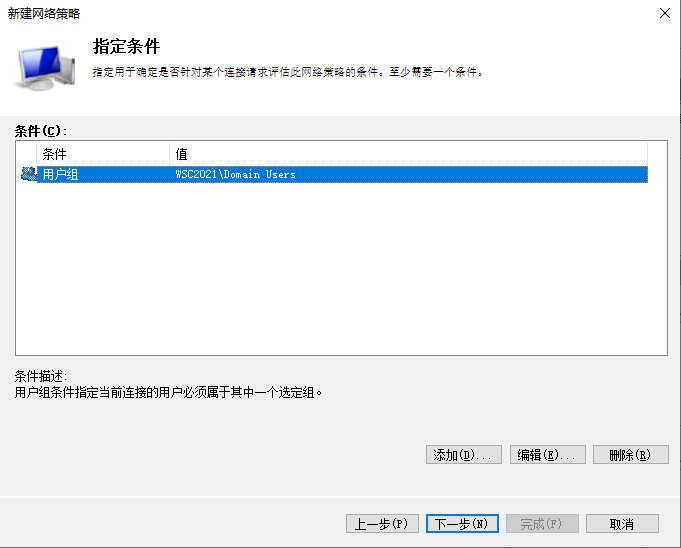 新建网络策略
指定条件
指定用于确定是否针对某个连接请求评估此网络策略的条件。至少需要一个条件。
条件(C):
条件 值
用户组 WSC2021\Domain Users
条件描述:
用户组条件指定当前连接的用户必须属于其中一个选定组。
添加(D)... 编辑(E)... 删除(R)
上一步(P) 下一步(N) 完成(F) 取消